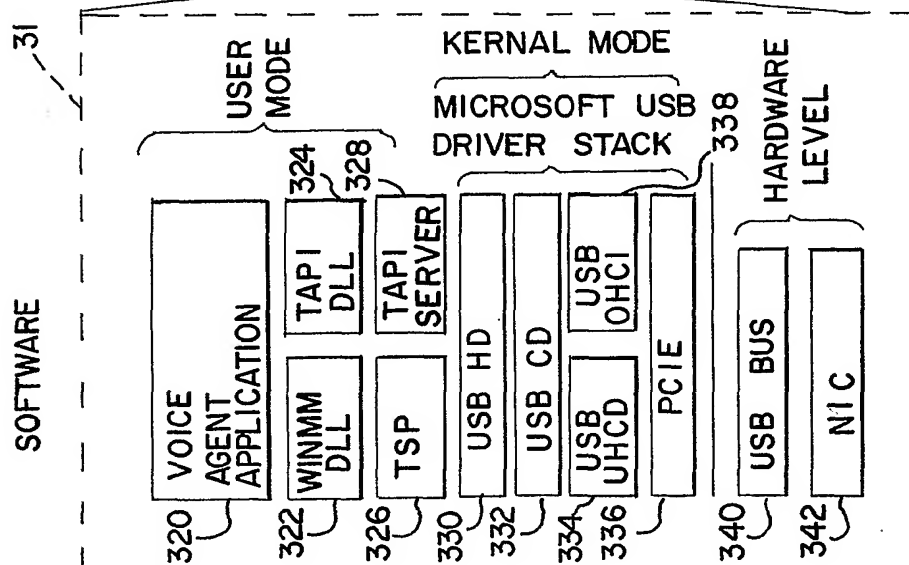 31
SOFTWARE
USER
MODE
KERNAL MODE
MICROSOFT USB
DRIVER STACK
HARDWARE
LEVEL
320
VOICE
AGENT
APPLICATION
322
WINMM
DLL
324
TAPI
DLL
326
TSP
328
TAPI
SERVER
330
USB HD
332
USB CD
334
USB
UHCD
338
USB
OHCI
336
PCIE
340
USB BUS
342
NIC